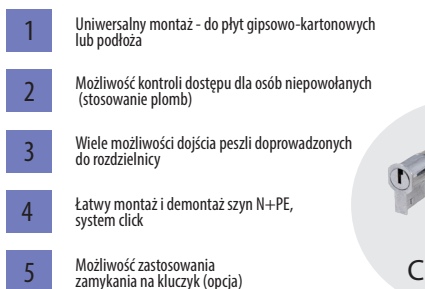 1
Uniwersalny montaż - do płyt gipsowo-kartonowych
lub podłoża
2
Możliwość kontroli dostępu dla osób niepowołanych
(stosowanie plomb)
3
Wiele możliwości dojścia peszli doprowadzonych
do rozdzielnicy
4
Łatwy montaż i demontaż szyn N+PE,
system click
5
Możliwość zastosowania
zamykania na kluczyk (opcja)
C